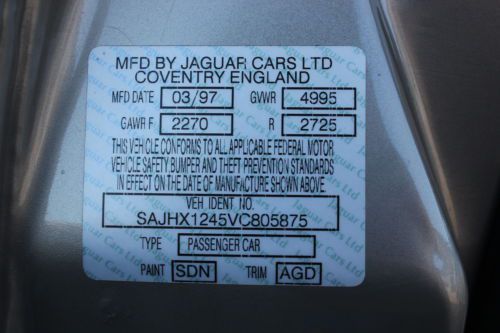 MFD BY JAGUAR CARS LTD
COVENTRY ENGLAND
MFD DATE 03/97 GVWR 4995
GAWR F 2270 R 2725
THIS VEHICLE CONFORMS TO ALL APPLICABLE FEDERAL MOTOR
VEHICLE SAFETY BUMPER AND THEFT PREVENTION STANDARDS
IN EFFECT ON THE DATE OF MANUFACTURE SHOWN ABOVE.
VEH IDENT NO.
SAJHX1245VC805875
TYPE PASSENGER CAR
PAINT SDN TRIM AGD